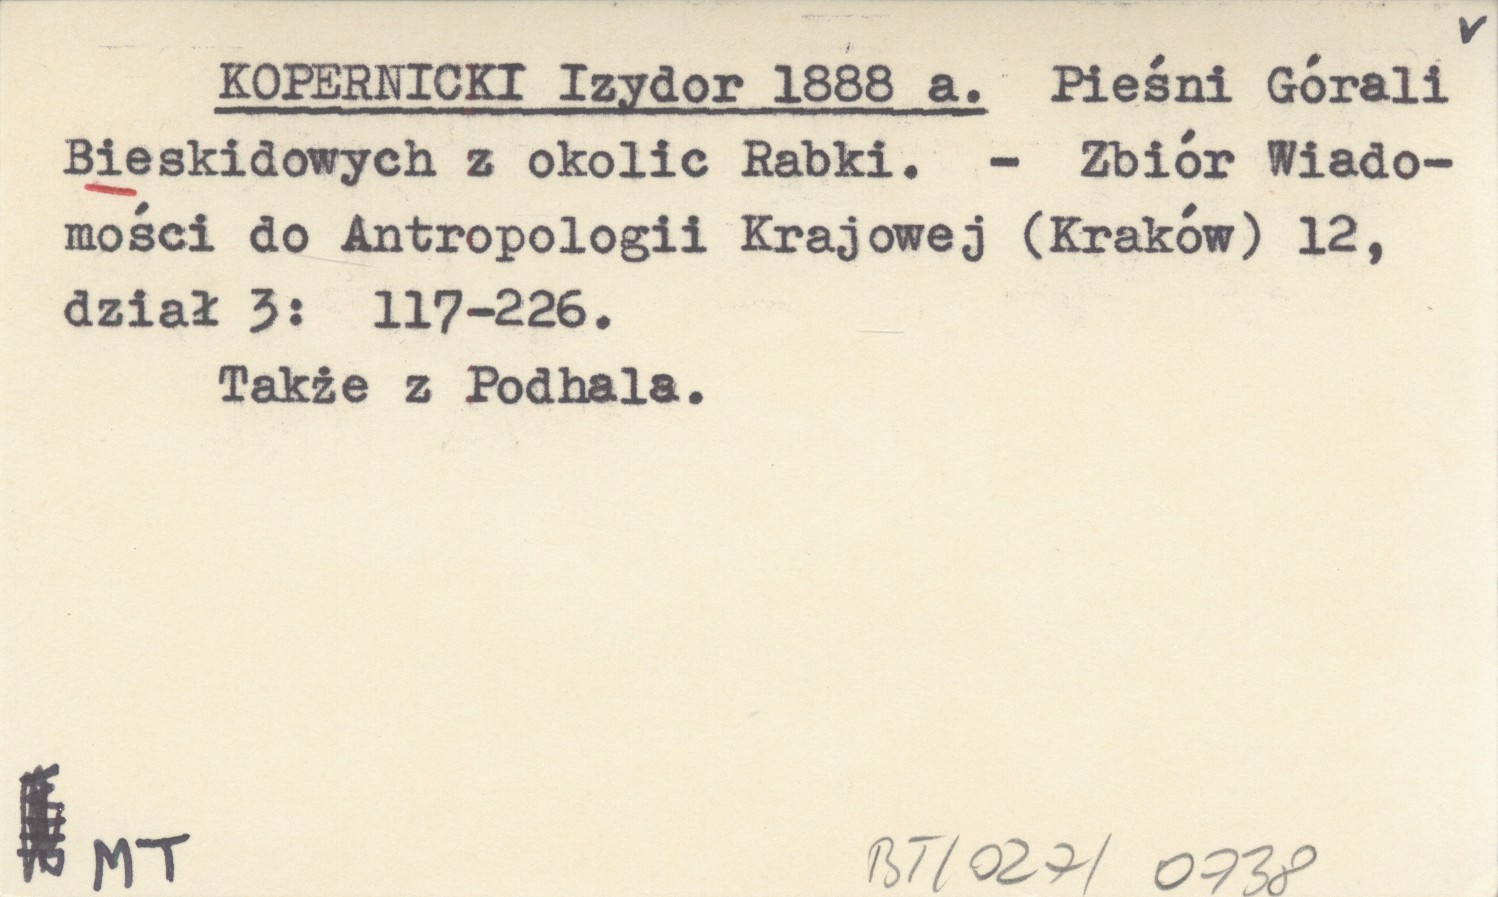 KOPERNICKI Izydor 1888 a. Pieśni Górali
Bieskidowych z okolic Rabki. - Zbiór Wiado-
mości do Antropologii Krajowej (Kraków) 12,
dział 3: 117-226.
Także z Podhala.
MT
BT/027/ 0738